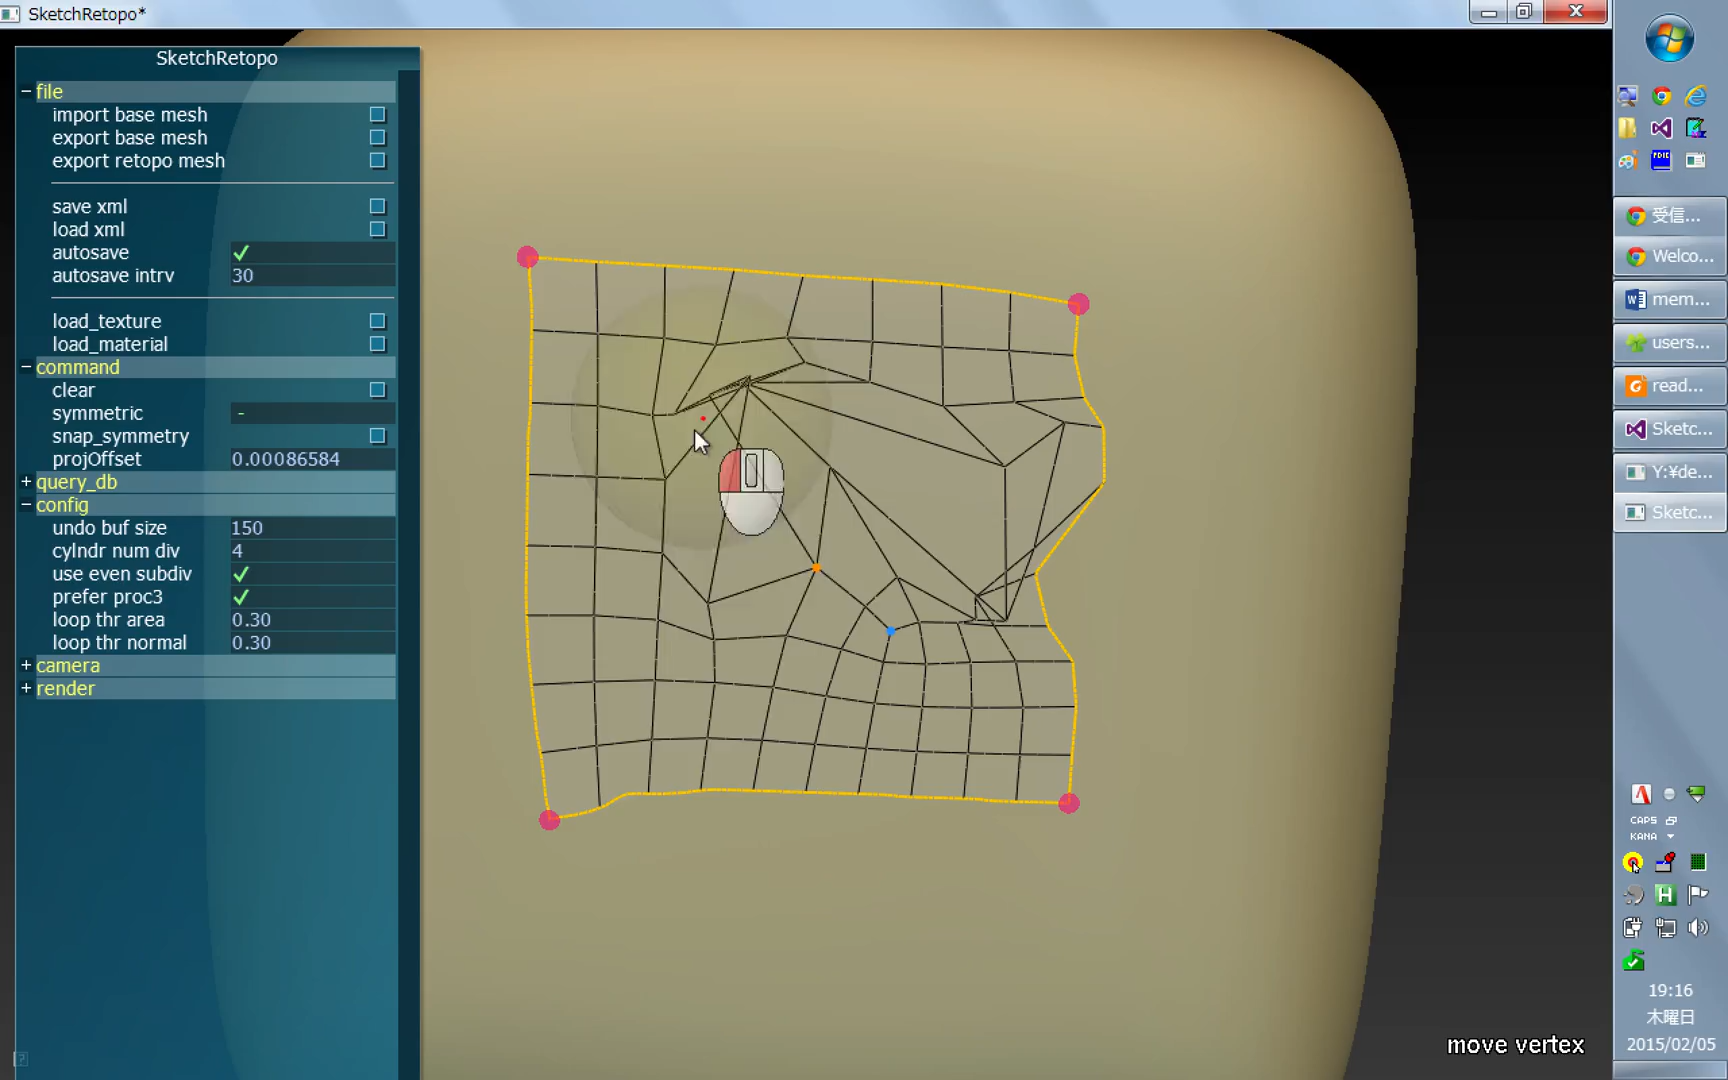 SketchRetopo*
SketchRetopo
− file
import base mesh
export base mesh
export retopo mesh
save xml
load xml
autosave ✓
autosave intrv 30
load_texture
load_material
− command
clear
symmetric -
snap_symmetry
projOffset 0.00086584
+ query_db
− config
undo buf size 150
cylndr num div 4
use even subdiv ✓
prefer proc3 ✓
loop thr area 0.30
loop thr normal 0.30
+ camera
+ render
?
move vertex
PDIC
受信...
Welco...
mem...
users...
read...
Sketc...
Y:¥de...
Sketc...
A
CAPS
KANA
H
19:16
木曜日
2015/02/05